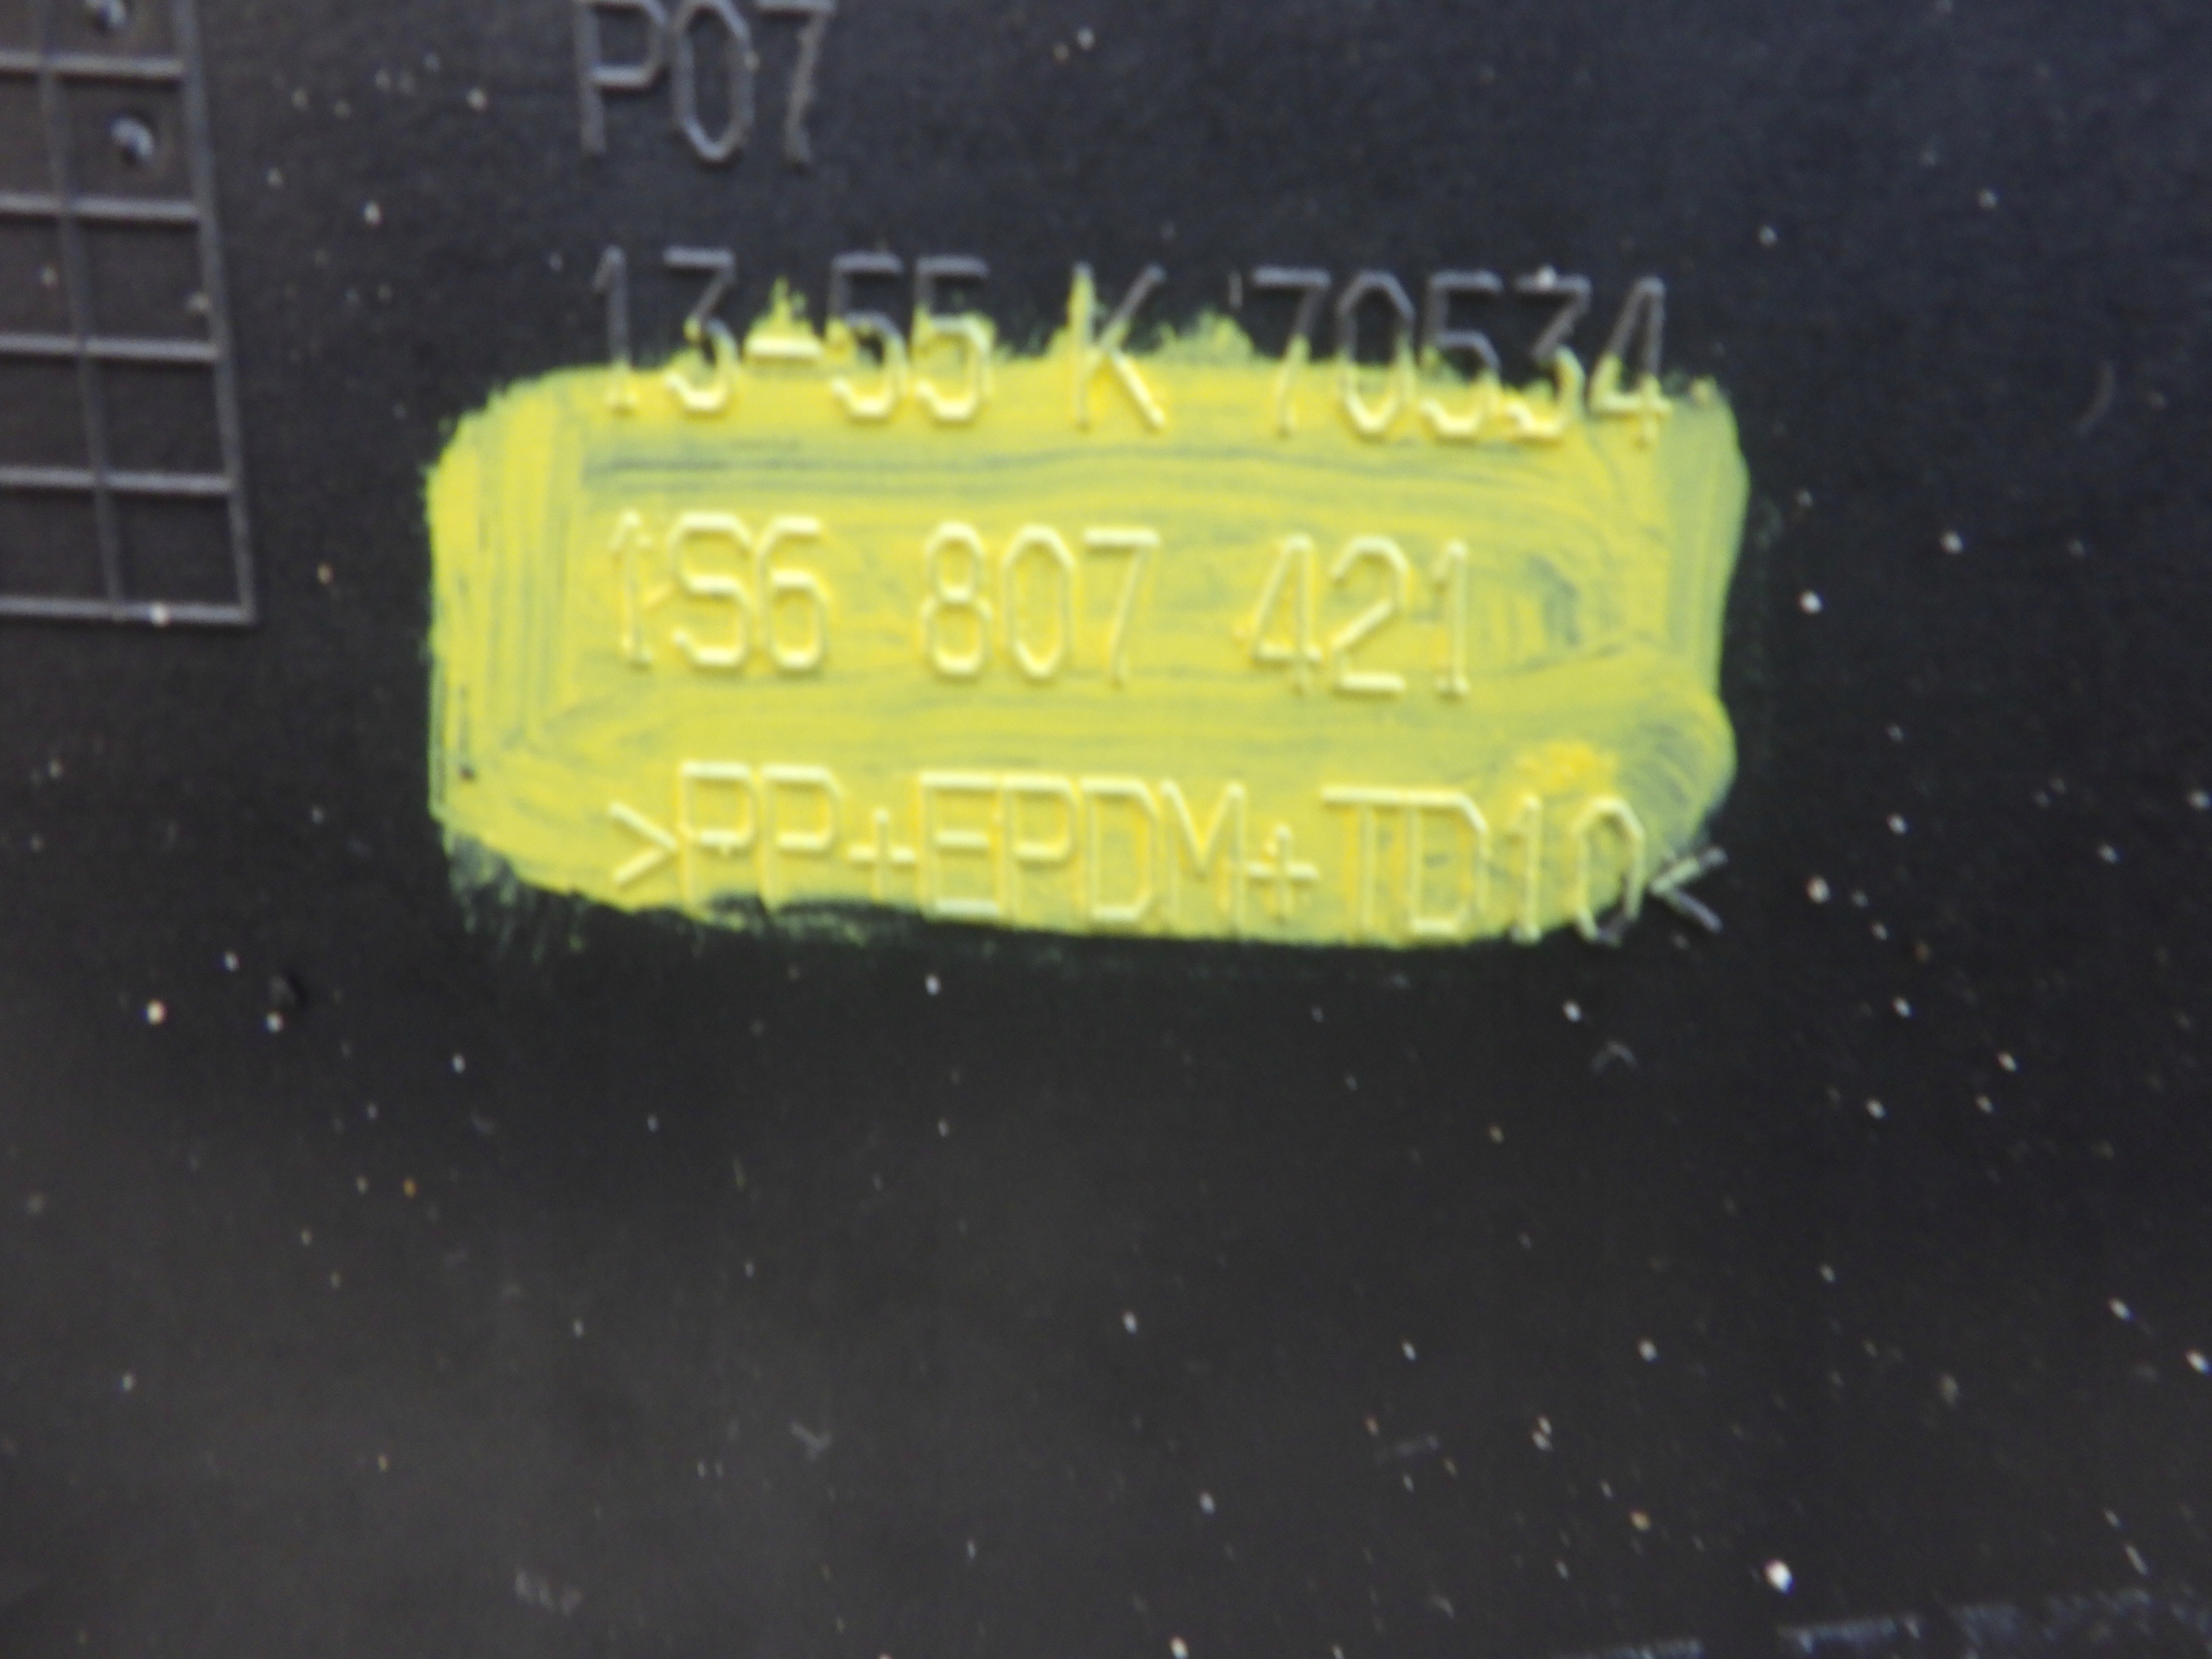 P07
13-55 K 70534
1S6 807 421
>PP+EPDM+TD10<